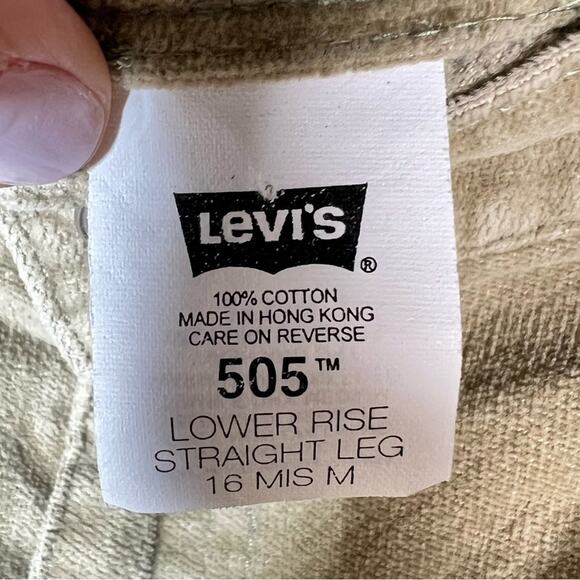 Levi's ®
100% COTTON
MADE IN HONG KONG
CARE ON REVERSE
505™
LOWER RISE
STRAIGHT LEG
16 MIS M